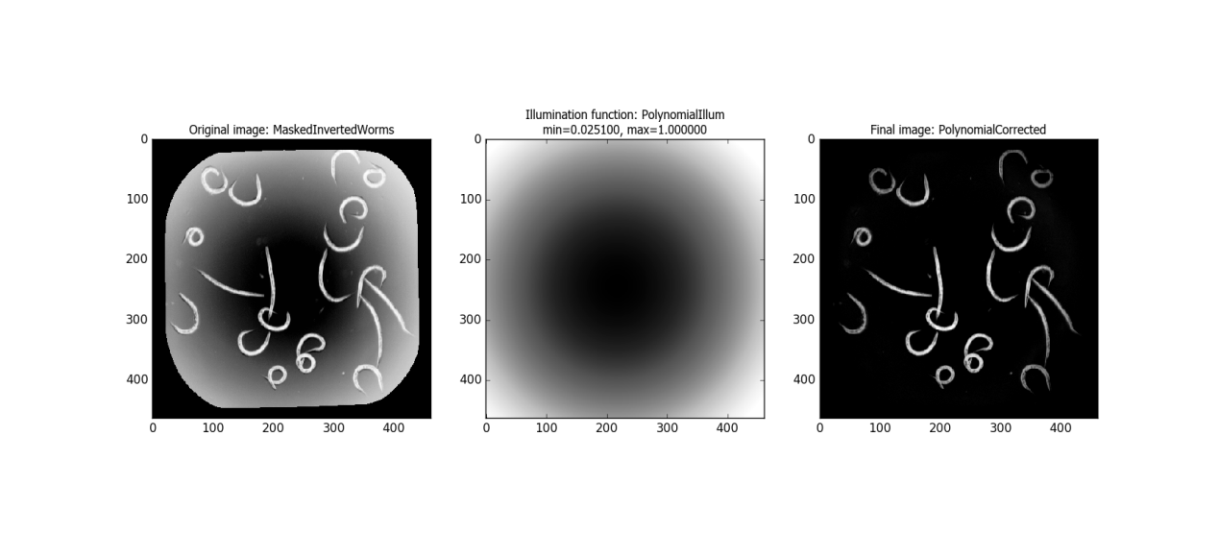 Original image: MaskedInvertedWorms
0
100
200
300
400
0 100 200 300 400
Illumination function: PolynomialIllum
min=0.025100, max=1.000000
0
100
200
300
400
0 100 200 300 400
Final image: PolynomialCorrected
0
100
200
300
400
0 100 200 300 400